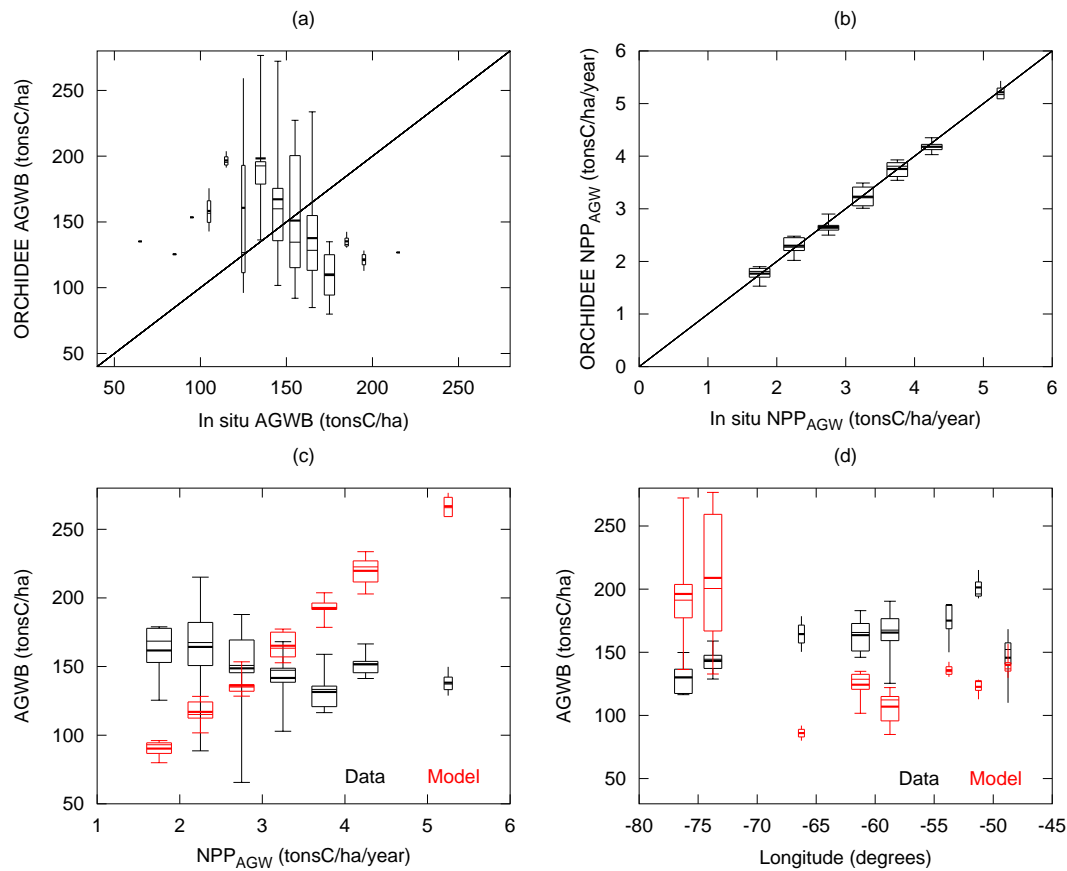 (a)
ORCHIDEE AGWB (tonsC/ha)
250
200
150
100
50
50 100 150 200 250
In situ AGWB (tonsC/ha)
(b)
ORCHIDEE NPP_AGW (tonsC/ha/year)
6
5
4
3
2
1
0
0 1 2 3 4 5 6
In situ NPP_AGW (tonsC/ha/year)
(c)
AGWB (tonsC/ha)
250
200
150
100
50
Data Model
1 2 3 4 5 6
NPP_AGW (tonsC/ha/year)
(d)
AGWB (tonsC/ha)
250
200
150
100
50
Data Model
-80 -75 -70 -65 -60 -55 -50 -45
Longitude (degrees)